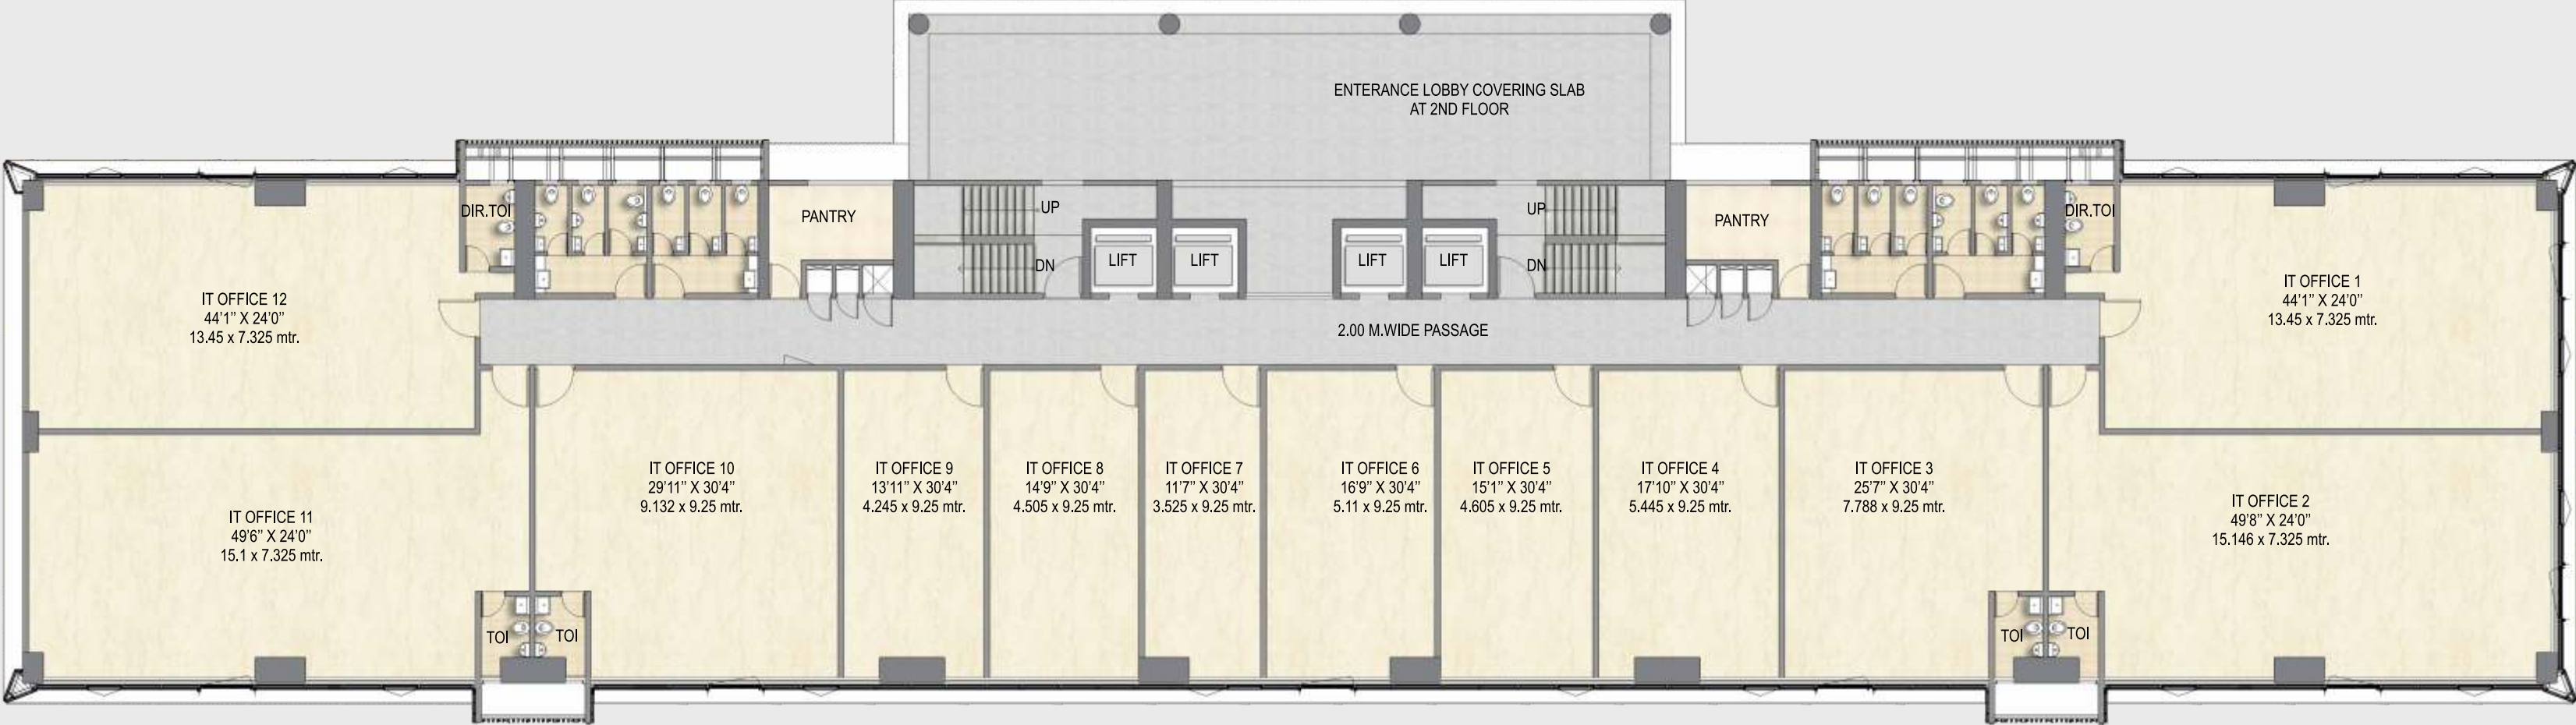 ENTERANCE LOBBY COVERING SLAB
AT 2ND FLOOR
DIR.TOI
PANTRY
UP
DN
LIFT
LIFT
LIFT
LIFT
UP
DN
PANTRY
DIR.TOI
IT OFFICE 12
44'1" X 24'0"
13.45 x 7.325 mtr.
IT OFFICE 1
44'1" X 24'0"
13.45 x 7.325 mtr.
2.00 M.WIDE PASSAGE
IT OFFICE 11
49'6" X 24'0"
15.1 x 7.325 mtr.
IT OFFICE 10
29'11" X 30'4"
9.132 x 9.25 mtr.
IT OFFICE 9
13'11" X 30'4"
4.245 x 9.25 mtr.
IT OFFICE 8
14'9" X 30'4"
4.505 x 9.25 mtr.
IT OFFICE 7
11'7" X 30'4"
3.525 x 9.25 mtr.
IT OFFICE 6
16'9" X 30'4"
5.11 x 9.25 mtr.
IT OFFICE 5
15'1" X 30'4"
4.605 x 9.25 mtr.
IT OFFICE 4
17'10" X 30'4"
5.445 x 9.25 mtr.
IT OFFICE 3
25'7" X 30'4"
7.788 x 9.25 mtr.
IT OFFICE 2
49'8" X 24'0"
15.146 x 7.325 mtr.
TOI
TOI
TOI
TOI